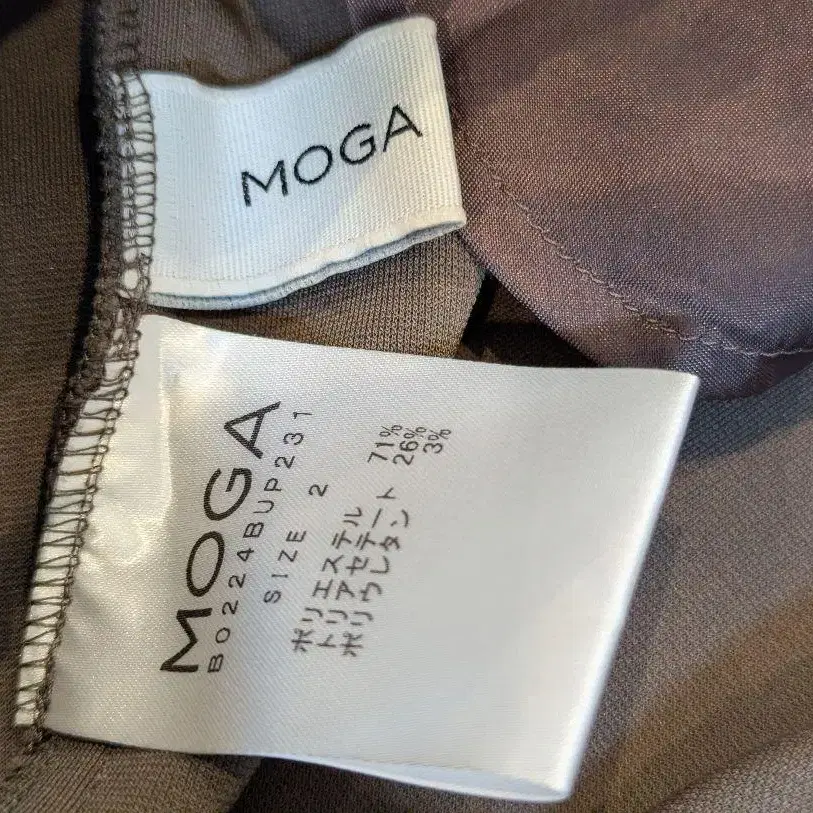 MOGA
MOGA
B0224BUP231
SIZE 2
ポリエステル 71%
トリアセテート 26%
ポリウレタン 3%